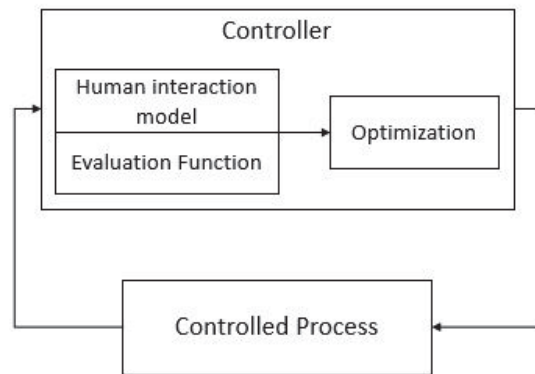 Controller
Human interaction
model
Optimization
Evaluation Function
Controlled Process